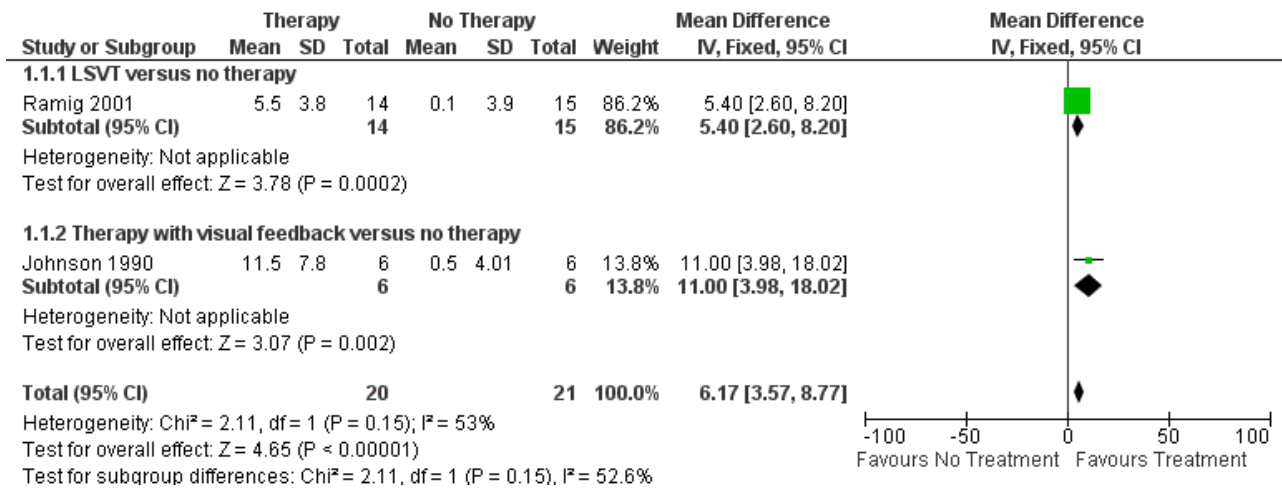 Therapy No Therapy Mean Difference Mean Difference
Study or Subgroup Mean SD Total Mean SD Total Weight IV, Fixed, 95% CI IV, Fixed, 95% CI
1.1.1 LSVT versus no therapy
Ramig 2001 5.5 3.8 14 0.1 3.9 15 86.2% 5.40 [2.60, 8.20]
Subtotal (95% CI) 14 15 86.2% 5.40 [2.60, 8.20]
Heterogeneity: Not applicable
Test for overall effect: Z = 3.78 (P = 0.0002)
1.1.2 Therapy with visual feedback versus no therapy
Johnson 1990 11.5 7.8 6 0.5 4.01 6 13.8% 11.00 [3.98, 18.02]
Subtotal (95% CI) 6 6 13.8% 11.00 [3.98, 18.02]
Heterogeneity: Not applicable
Test for overall effect: Z = 3.07 (P = 0.002)
Total (95% CI) 20 21 100.0% 6.17 [3.57, 8.77]
Heterogeneity: Chi² = 2.11, df = 1 (P = 0.15); I² = 53%
Test for overall effect: Z = 4.65 (P < 0.00001)
Test for subgroup differences: Chi² = 2.11, df = 1 (P = 0.15), I² = 52.6%
-100 -50 0 50 100
Favours No Treatment Favours Treatment